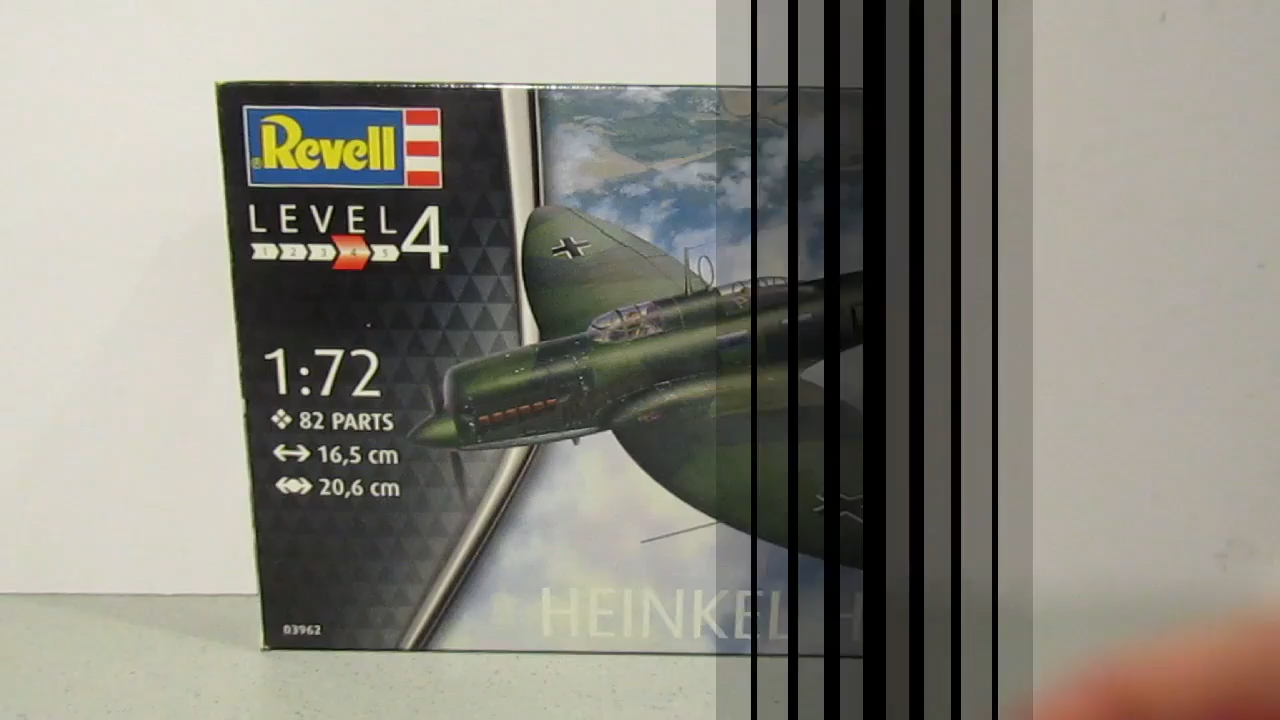 Revell
LEVEL 4
1 2 3 4 5
1:72
82 PARTS
16,5 cm
20,6 cm
HEINKEL H
03962